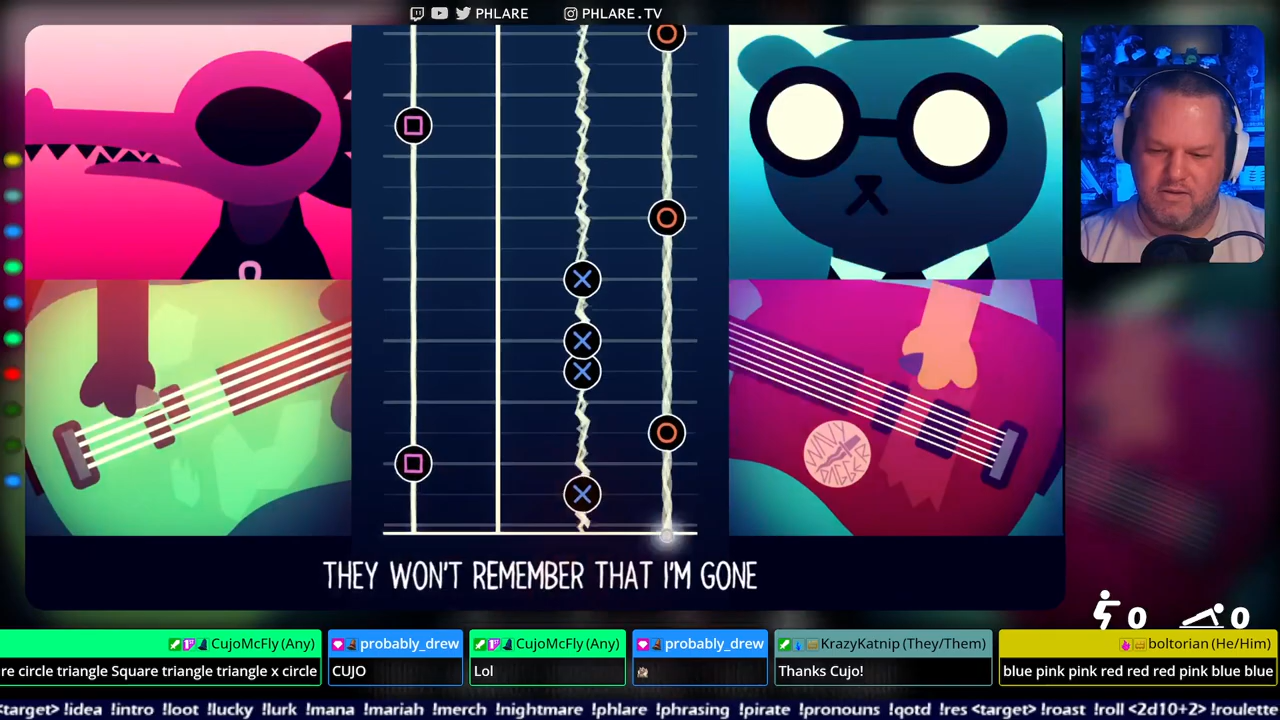 PHLARE PHLARE.TV
NAVY DAGGER
THEY WON'T REMEMBER THAT I'M GONE
0 0
CujoMcFly (Any)
re circle triangle Square triangle triangle x circle
probably_drew
CUJO
CujoMcFly (Any)
Lol
probably_drew
KrazyKatnip (They/Them)
Thanks Cujo!
boltorian (He/Him)
blue pink pink red red red pink blue blue
<target> !idea !intro !loot !lucky !lurk !mana !mariah !merch !nightmare !phlare !phrasing !pirate !pronouns !qotd !res <target> !roast !roll <2d10+2> !roulette